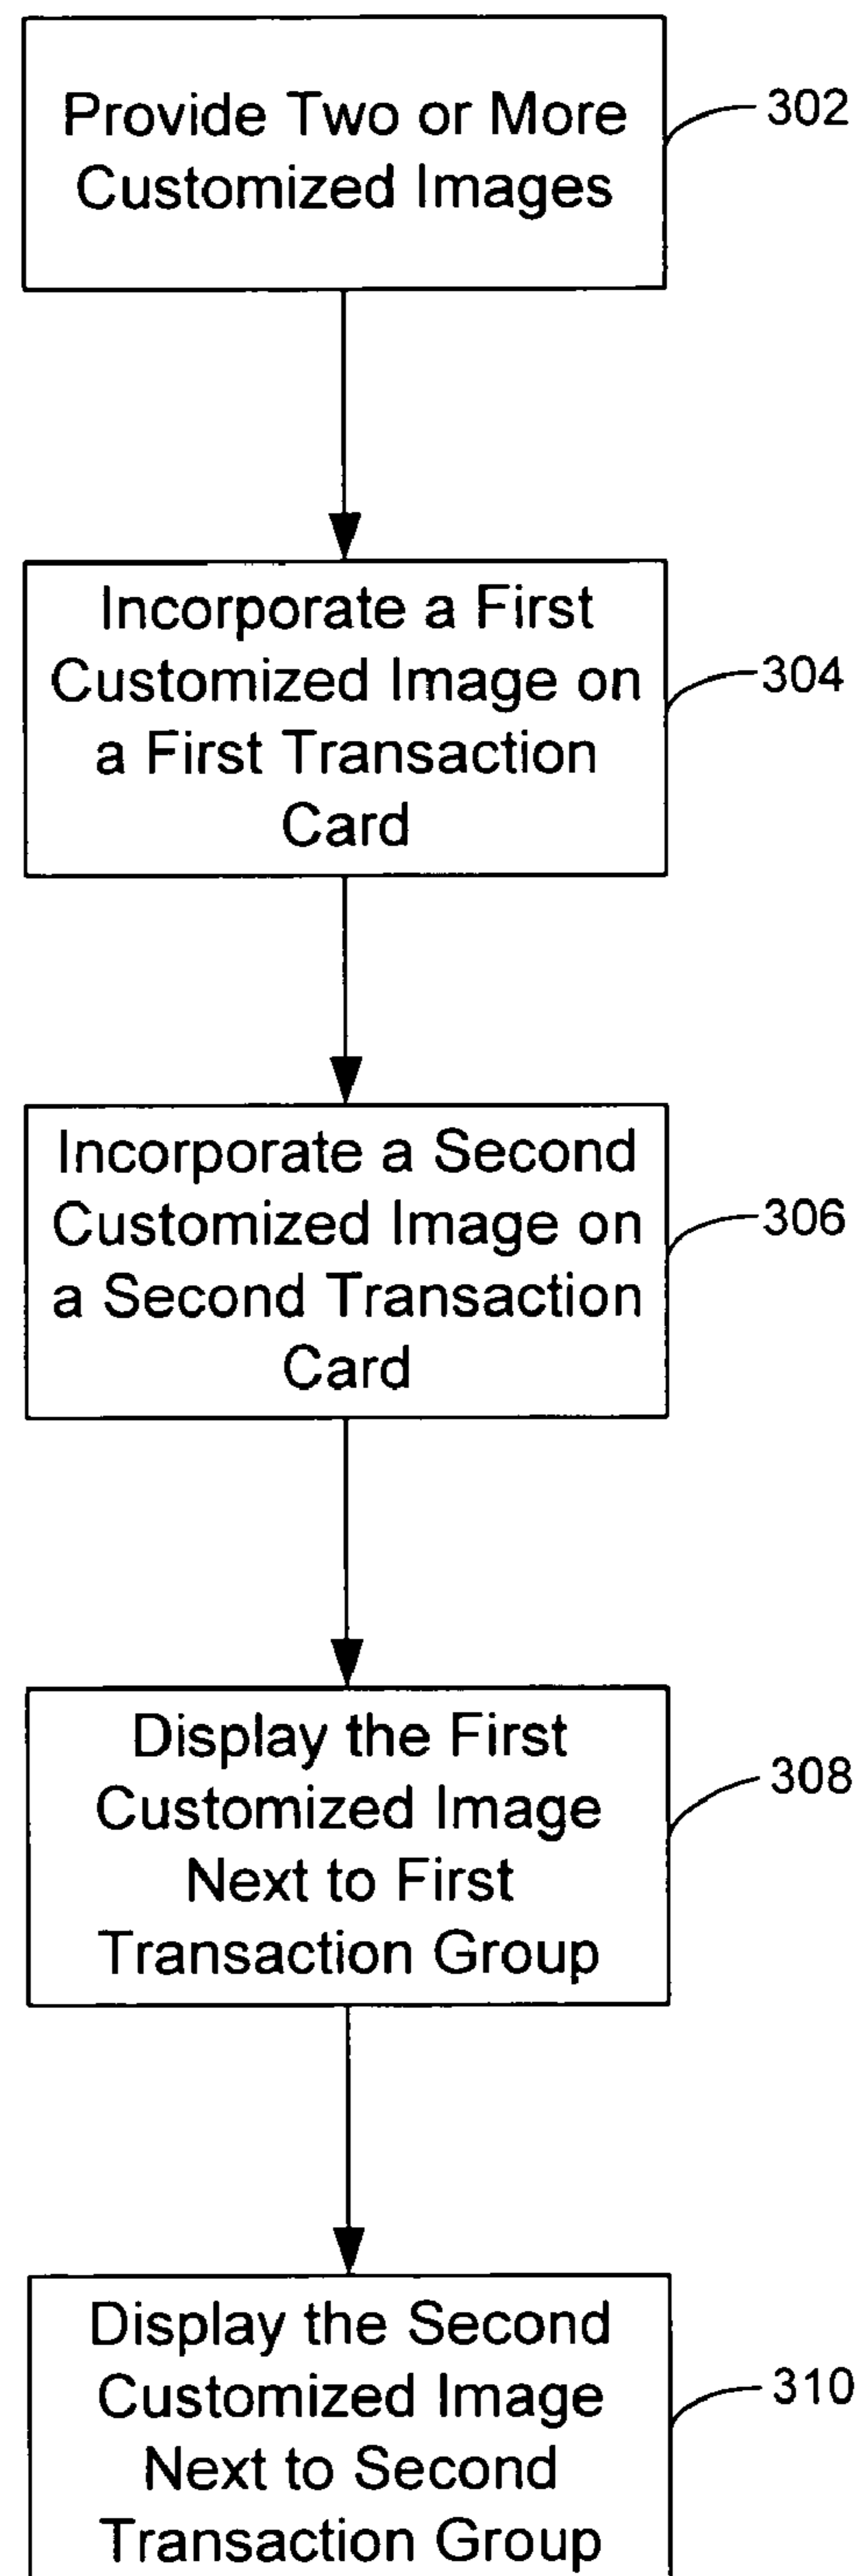 Provide Two or More
Customized Images
302
Incorporate a First
Customized Image on
a First Transaction
Card
304
Incorporate a Second
Customized Image on
a Second Transaction
Card
306
Display the First
Customized Image
Next to First
Transaction Group
308
Display the Second
Customized Image
Next to Second
Transaction Group
310